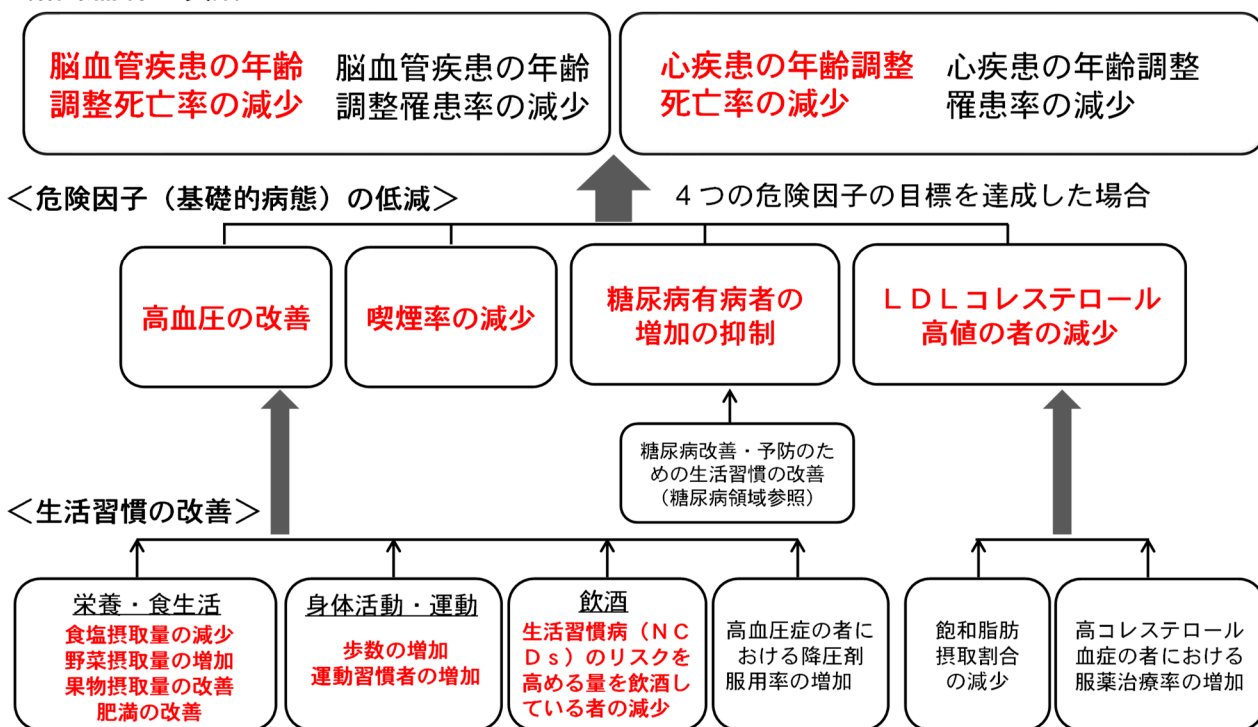 脳血管疾患の年齢
調整死亡率の減少
脳血管疾患の年齢
調整罹患率の減少
心疾患の年齢調整
死亡率の減少
心疾患の年齢調整
罹患率の減少
＜危険因子（基礎的病態）の低減＞
４つの危険因子の目標を達成した場合
高血圧の改善
喫煙率の減少
糖尿病有病者の
増加の抑制
ＬＤＬコレステロール
高値の者の減少
糖尿病改善・予防のた
めの生活習慣の改善
（糖尿病領域参照）
＜生活習慣の改善＞
栄養・食生活
食塩摂取量の減少
野菜摂取量の増加
果物摂取量の改善
肥満の改善
身体活動・運動
歩数の増加
運動習慣者の増加
飲酒
生活習慣病（ＮＣ
Ｄｓ）のリスクを
高める量を飲酒し
ている者の減少
高血圧症の者に
おける降圧剤
服用率の増加
飽和脂肪
摂取割合
の減少
高コレステロール
血症の者における
服薬治療率の増加